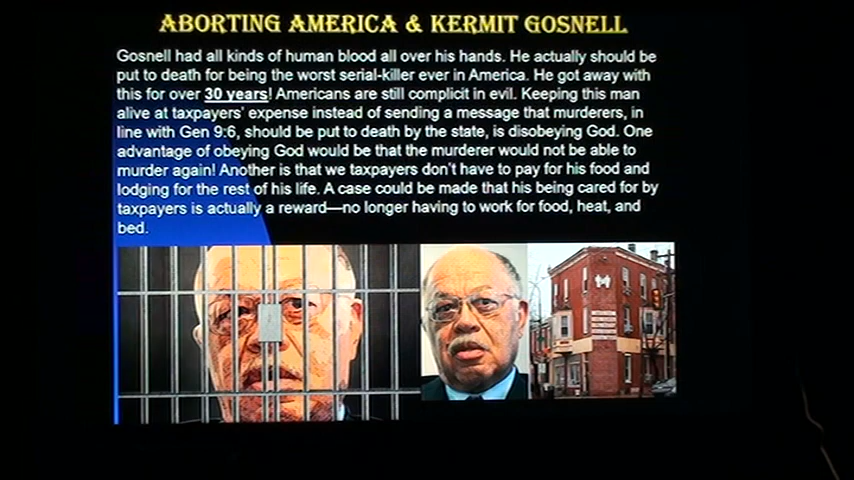 ABORTING AMERICA & KERMIT GOSNELL
Gosnell had all kinds of human blood all over his hands. He actually should be
put to death for being the worst serial-killer ever in America. He got away with
this for over 30 years! Americans are still complicit in evil. Keeping this man
alive at taxpayers' expense instead of sending a message that murderers, in
line with Gen 9:6, should be put to death by the state, is disobeying God. One
advantage of obeying God would be that the murderer would not be able to
murder again! Another is that we taxpayers don't have to pay for his food and
lodging for the rest of his life. A case could be made that his being cared for by
taxpayers is actually a reward—no longer having to work for food, heat, and
bed.